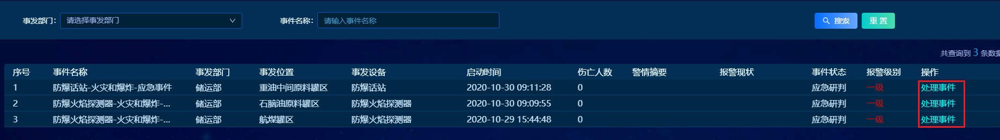 事发部门: 请选择事发部门 事件名称: 请输入事件名称 搜索 重置
共查询到 3 条数据
序号 事件名称 事发部门 事发位置 事发设备 启动时间 伤亡人数 警情摘要 报警现状 事件状态 报警级别 操作
1 防爆话站-火灾和爆炸-应急事件 储运部 重油中间原料罐区 防爆话站 2020-10-30 09:11:28 0 应急研判 一级 处理事件
2 防爆火焰探测器-火灾和爆炸-... 储运部 石脑油原料罐区 防爆火焰探测器 2020-10-30 09:09:55 0 应急研判 一级 处理事件
3 防爆火焰探测器-火灾和爆炸-... 储运部 航煤罐区 防爆火焰探测器 2020-10-29 15:44:48 0 应急研判 一级 处理事件